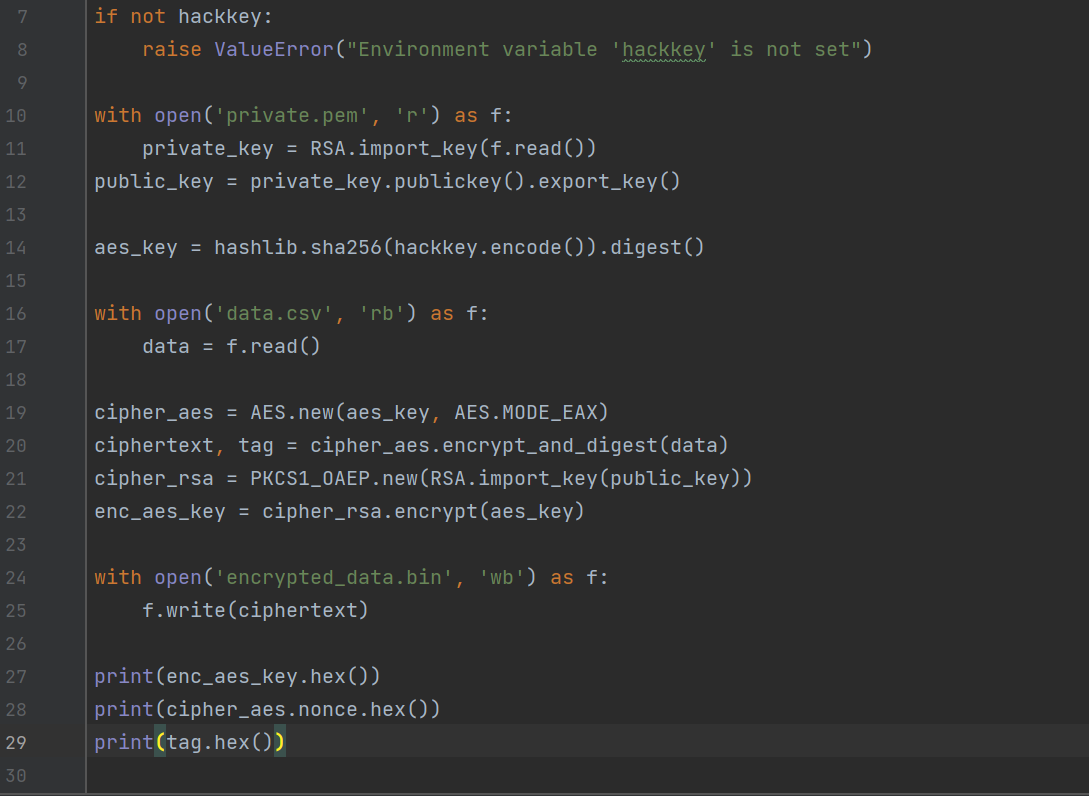 7 if not hackkey:
8 raise ValueError("Environment variable 'hackkey' is not set")
9
10 with open('private.pem', 'r') as f:
11 private_key = RSA.import_key(f.read())
12 public_key = private_key.publickey().export_key()
13
14 aes_key = hashlib.sha256(hackkey.encode()).digest()
15
16 with open('data.csv', 'rb') as f:
17 data = f.read()
18
19 cipher_aes = AES.new(aes_key, AES.MODE_EAX)
20 ciphertext, tag = cipher_aes.encrypt_and_digest(data)
21 cipher_rsa = PKCS1_OAEP.new(RSA.import_key(public_key))
22 enc_aes_key = cipher_rsa.encrypt(aes_key)
23
24 with open('encrypted_data.bin', 'wb') as f:
25 f.write(ciphertext)
26
27 print(enc_aes_key.hex())
28 print(cipher_aes.nonce.hex())
29 print(tag.hex())
30